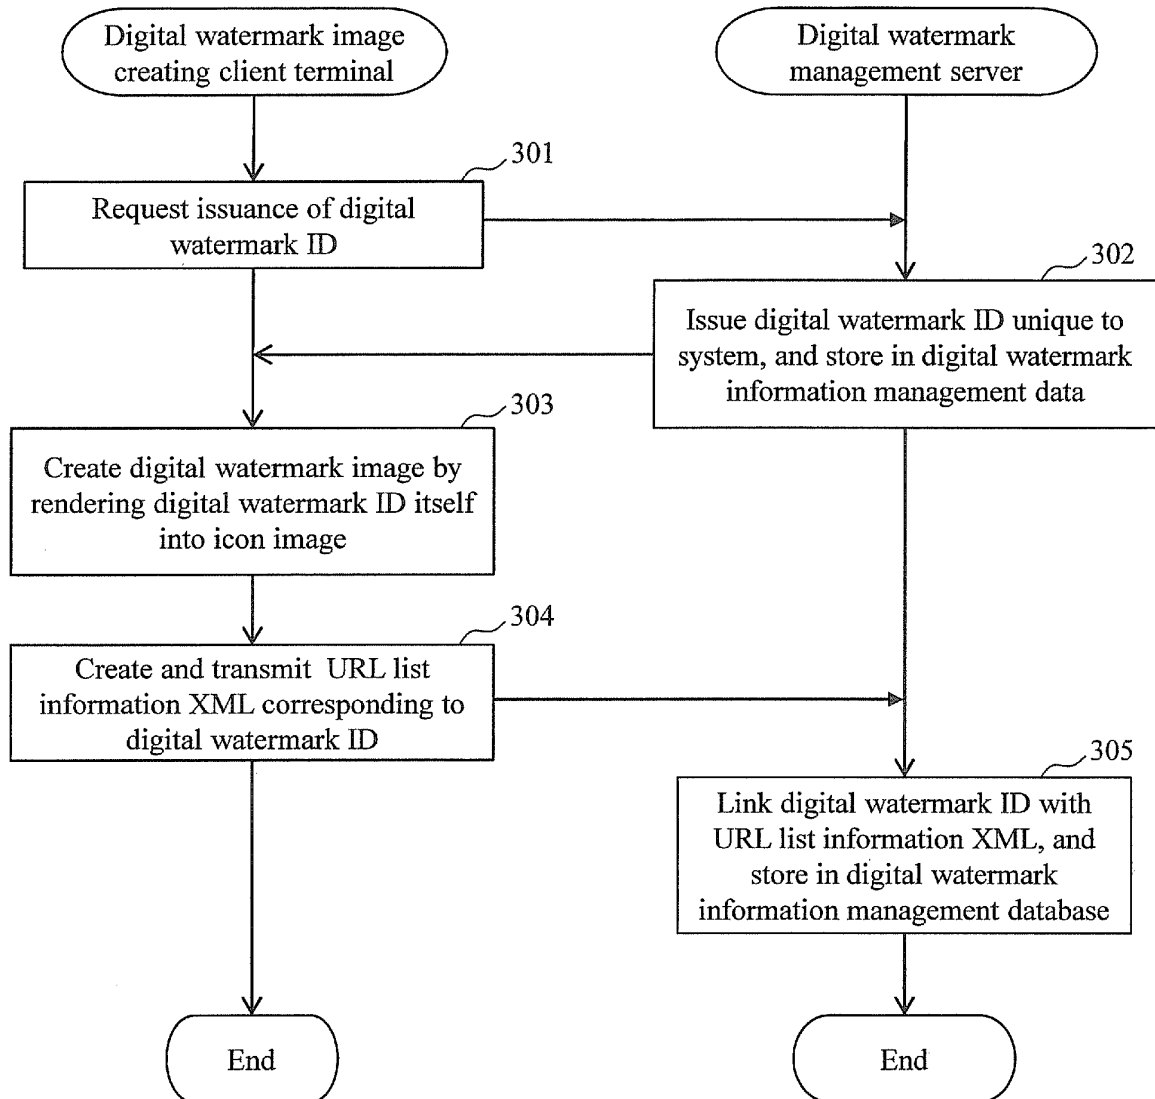 Digital watermark image
creating client terminal
Digital watermark
management server
301
Request issuance of digital
watermark ID
302
Issue digital watermark ID unique to
system, and store in digital watermark
information management data
303
Create digital watermark image by
rendering digital watermark ID itself
into icon image
304
Create and transmit URL list
information XML corresponding to
digital watermark ID
305
Link digital watermark ID with
URL list information XML, and
store in digital watermark
information management database
End
End